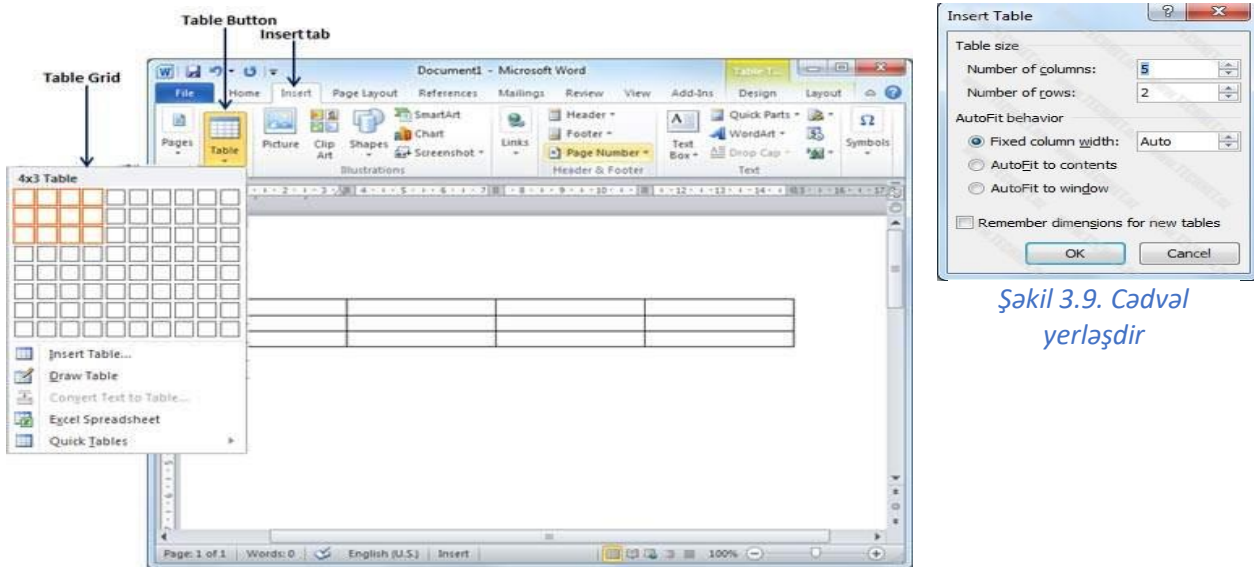 Table Button
Insert tab
Table Grid
Document1 - Microsoft Word
File Home Insert Page Layout References Mailings Review View Add-Ins Design Layout
Pages
Table
Picture
Clip Art
Shapes
SmartArt
Chart
Screenshot
Illustrations
Links
Header
Footer
Page Number
Header & Footer
Text Box
Quick Parts
WordArt
Drop Cap
Text
Symbols
4x3 Table
Insert Table...
Draw Table
Convert Text to Table...
Excel Spreadsheet
Quick Tables
Page: 1 of 1 Words: 0 English (U.S.) Insert 100%
Insert Table
Table size
Number of columns: 5
Number of rows: 2
AutoFit behavior
Fixed column width: Auto
AutoFit to contents
AutoFit to window
Remember dimensions for new tables
OK Cancel
Şəkil 3.9. Cədvəl
yerləşdir